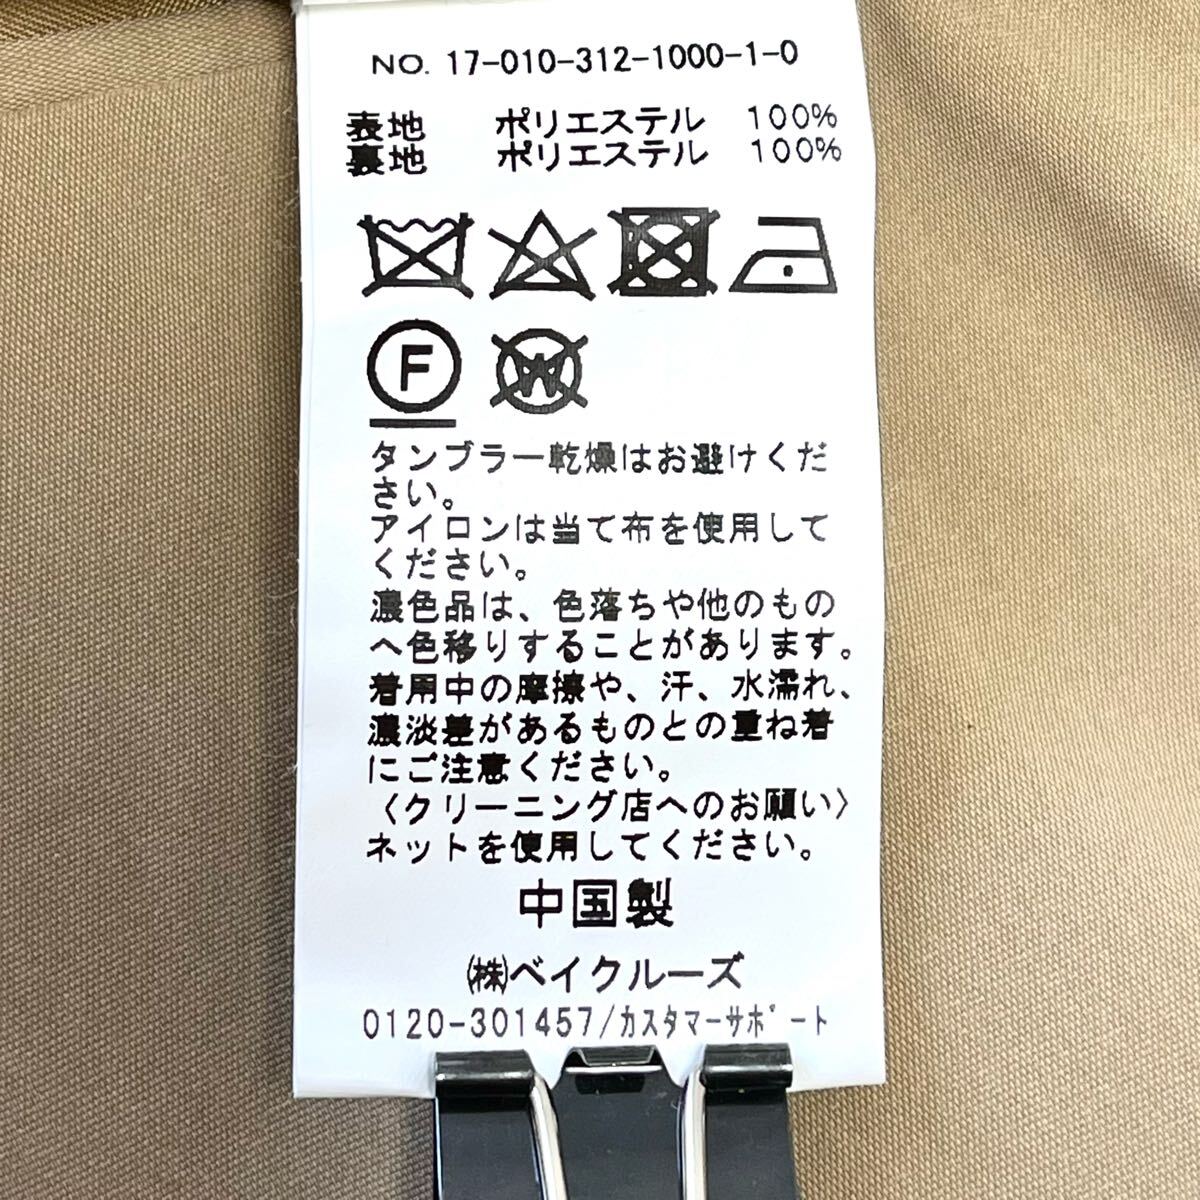 NO. 17-010-312-1000-1-0
表地 ポリエステル 100%
裏地 ポリエステル 100%
F W
タンブラー乾燥はお避けくだ
さい。
アイロンは当て布を使用して
ください。
濃色品は、色落ちや他のもの
へ色移りすることがあります。
着用中の摩擦や、汗、水濡れ、
濃淡差があるものとの重ね着
にご注意ください。
〈クリーニング店へのお願い〉
ネットを使用してください。
中国製
㈱ベイクルーズ
0120-301457/カスタマーサポート